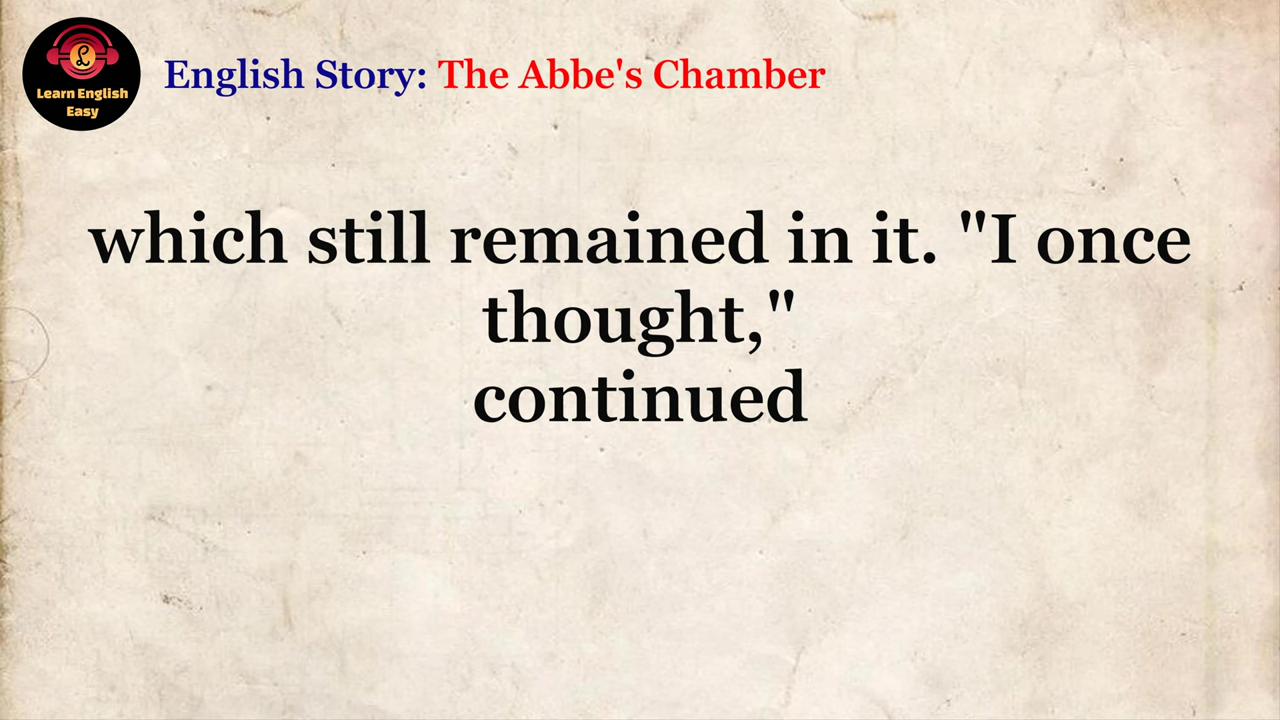 L
Learn English
Easy
English Story: The Abbe's Chamber
which still remained in it. "I once
thought,"
continued